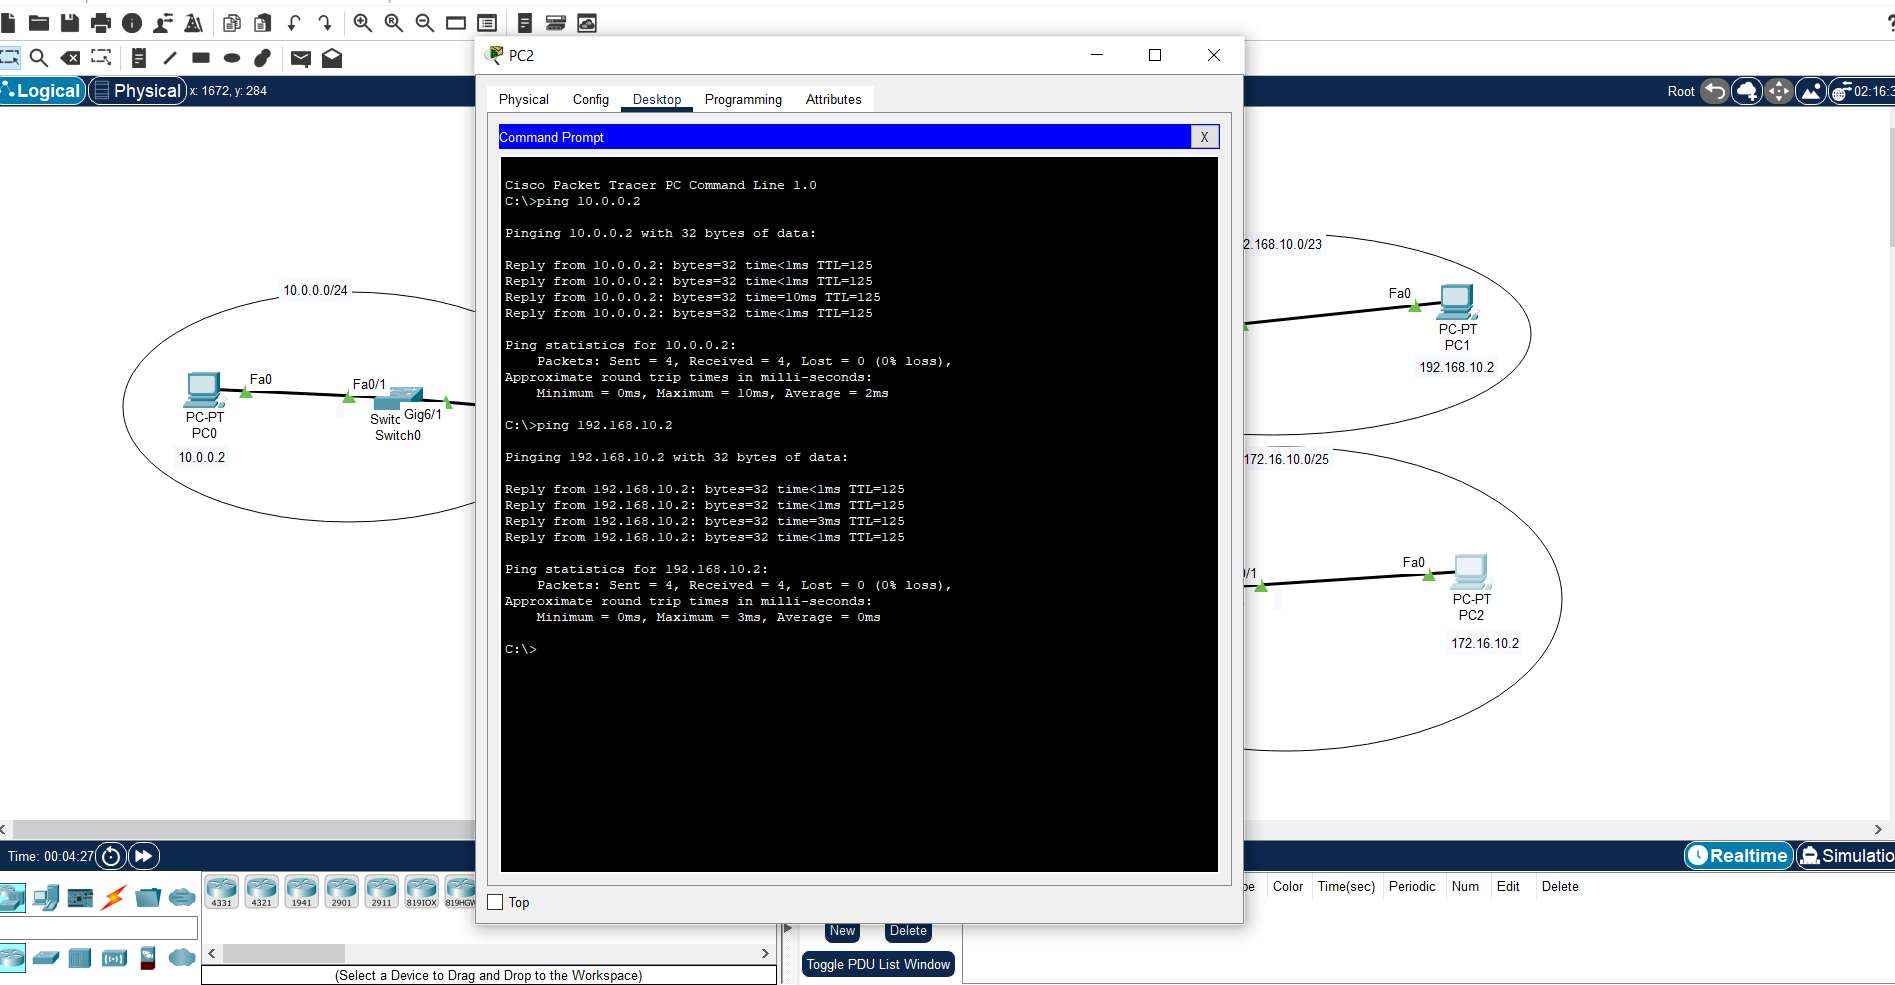 PC2
Logical
Physical
x: 1672, y: 284
Root
02:16:3
Physical
Config
Desktop
Programming
Attributes
Command Prompt
X
Cisco Packet Tracer PC Command Line 1.0
C:\>ping 10.0.0.2
Pinging 10.0.0.2 with 32 bytes of data:
Reply from 10.0.0.2: bytes=32 time<1ms TTL=125
Reply from 10.0.0.2: bytes=32 time<1ms TTL=125
Reply from 10.0.0.2: bytes=32 time=10ms TTL=125
Reply from 10.0.0.2: bytes=32 time<1ms TTL=125
Ping statistics for 10.0.0.2:
Packets: Sent = 4, Received = 4, Lost = 0 (0% loss),
Approximate round trip times in milli-seconds:
Minimum = 0ms, Maximum = 10ms, Average = 2ms
C:\>ping 192.168.10.2
Pinging 192.168.10.2 with 32 bytes of data:
Reply from 192.168.10.2: bytes=32 time<1ms TTL=125
Reply from 192.168.10.2: bytes=32 time<1ms TTL=125
Reply from 192.168.10.2: bytes=32 time=3ms TTL=125
Reply from 192.168.10.2: bytes=32 time<1ms TTL=125
Ping statistics for 192.168.10.2:
Packets: Sent = 4, Received = 4, Lost = 0 (0% loss),
Approximate round trip times in milli-seconds:
Minimum = 0ms, Maximum = 3ms, Average = 0ms
C:\>
Top
10.0.0.0/24
Fa0
Fa0/1
Gig6/1
PC-PT
PC0
10.0.0.2
Switc
Switch0
2.168.10.0/23
Fa0
PC-PT
PC1
192.168.10.2
172.16.10.0/25
/1
Fa0
PC-PT
PC2
172.16.10.2
Time: 00:04:27
Realtime
Simulatio
4331
4321
1941
2901
2911
819IOX
819HGW
(Select a Device to Drag and Drop to the Workspace)
New
Delete
Toggle PDU List Window
pe
Color
Time(sec)
Periodic
Num
Edit
Delete